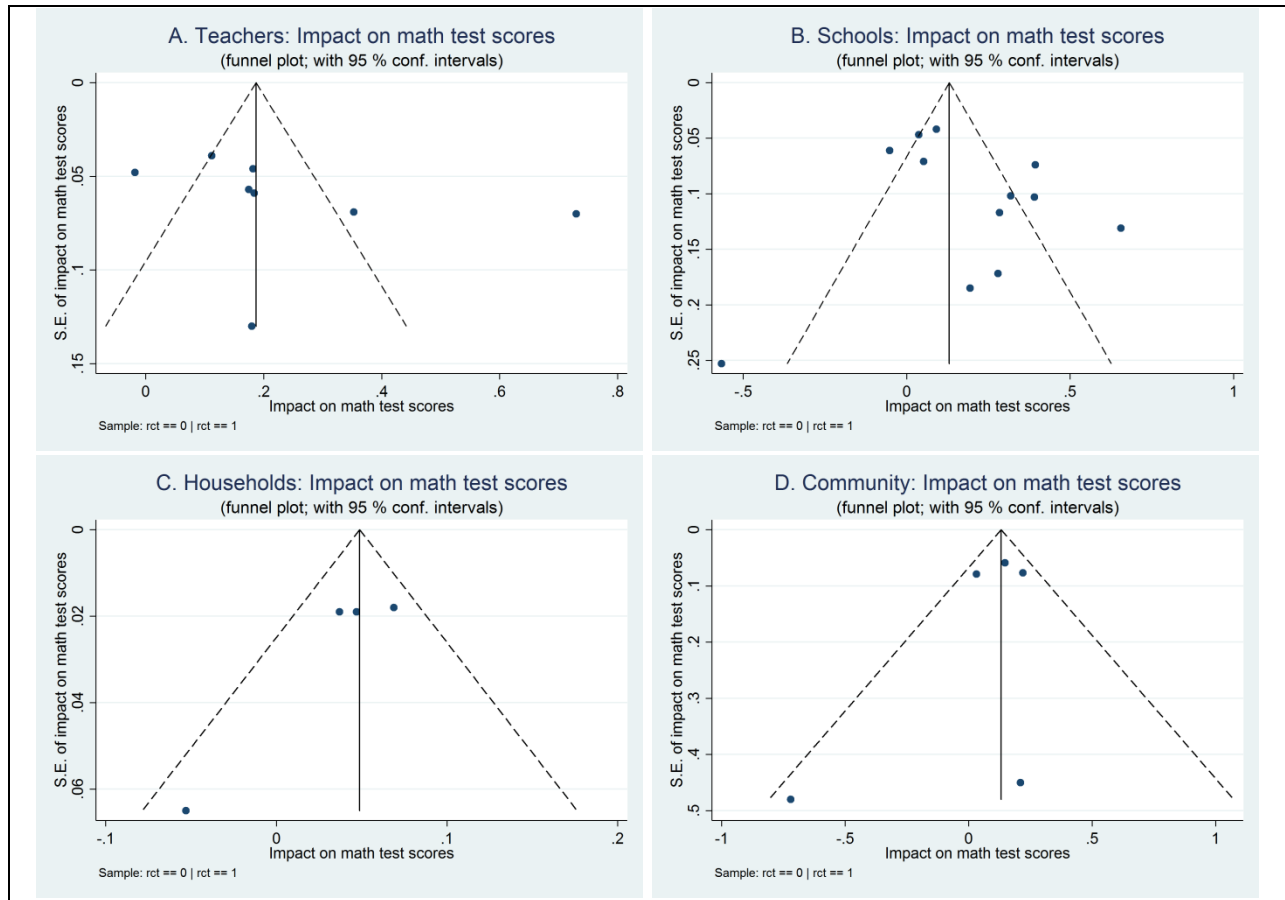 A. Teachers: Impact on math test scores
(funnel plot; with 95 % conf. intervals)
S.E. of impact on math test scores
0
.05
.1
.15
0
.2
.4
.6
.8
Impact on math test scores
Sample: rct == 0 | rct == 1
B. Schools: Impact on math test scores
(funnel plot; with 95 % conf. intervals)
S.E. of impact on math test scores
0
.05
.1
.15
.2
.25
-.5
0
.5
1
Impact on math test scores
Sample: rct == 0 | rct == 1
C. Households: Impact on math test scores
(funnel plot; with 95 % conf. intervals)
S.E. of impact on math test scores
0
.02
.04
.06
-.1
0
.1
.2
Impact on math test scores
Sample: rct == 0 | rct == 1
D. Community: Impact on math test scores
(funnel plot; with 95 % conf. intervals)
S.E. of impact on math test scores
0
.1
.2
.3
.4
.5
-1
-.5
0
.5
1
Impact on math test scores
Sample: rct == 0 | rct == 1